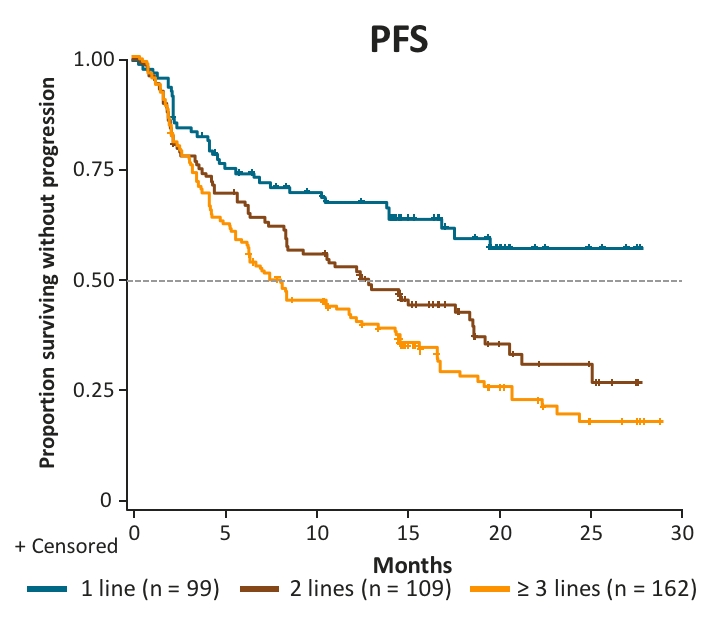 PFS
Proportion surviving without progression
1.00
0.75
0.50
0.25
0
0 5 10 15 20 25 30
+ Censored
Months
1 line (n = 99) 2 lines (n = 109) ≥ 3 lines (n = 162)